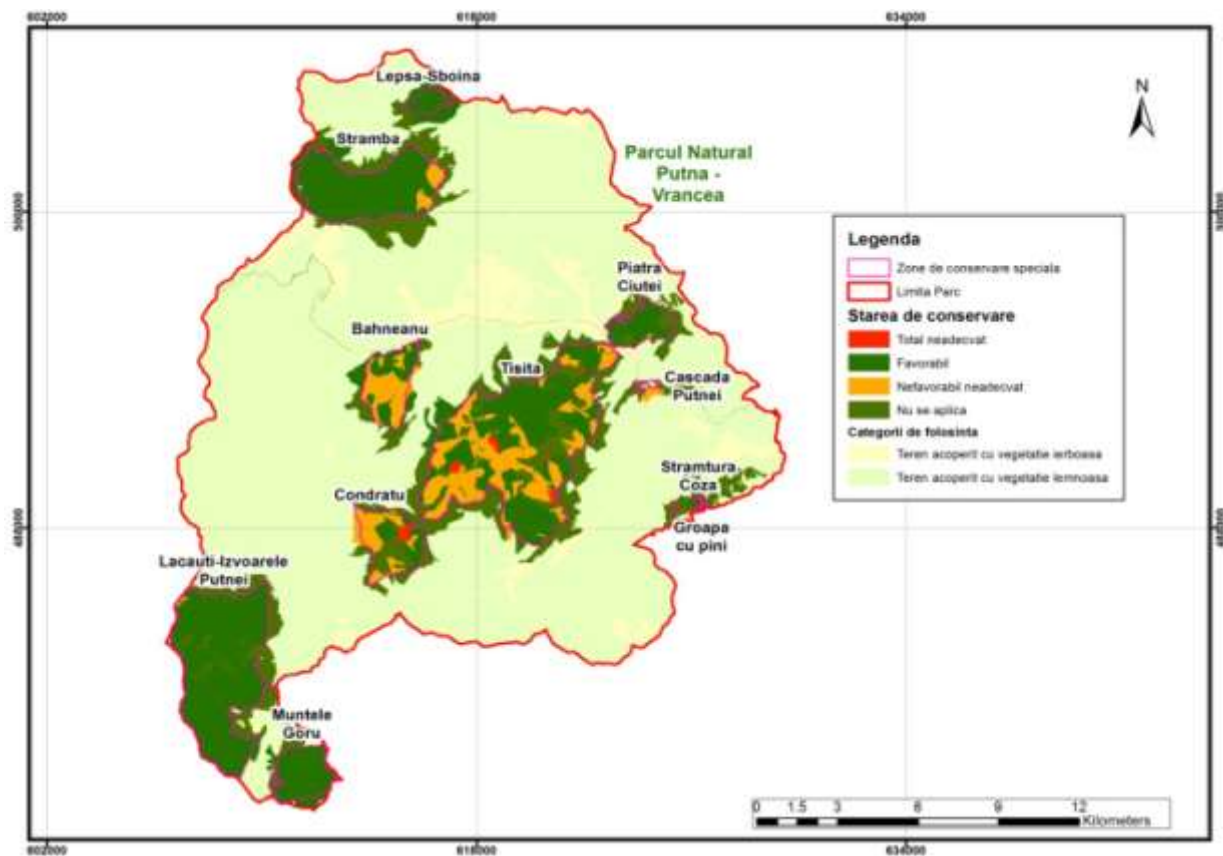 602000
618000
634000
Lepsa-Sboina
N
Stramba
Parcul Natural
Putna -
Vrancea
Legenda
Zone de conservare speciala
Limita Parc
Starea de conservare
Total neadecvat
Favorabil
Nefavorabil neadecvat
Nu se aplica
Categorii de folosinta
Teren acoperit cu vegetatie ierboasa
Teren acoperit cu vegetatie lemnoasa
Piatra
Ciutei
Bahneanu
Tisita
Cascada
Putnei
Stramtura
Coza
Condratu
Groapa
cu pini
Lacauti-Izvoarele
Putnei
Muntele
Goru
0 1.5 3 6 9 12
Kilometers
602000
618000
634000